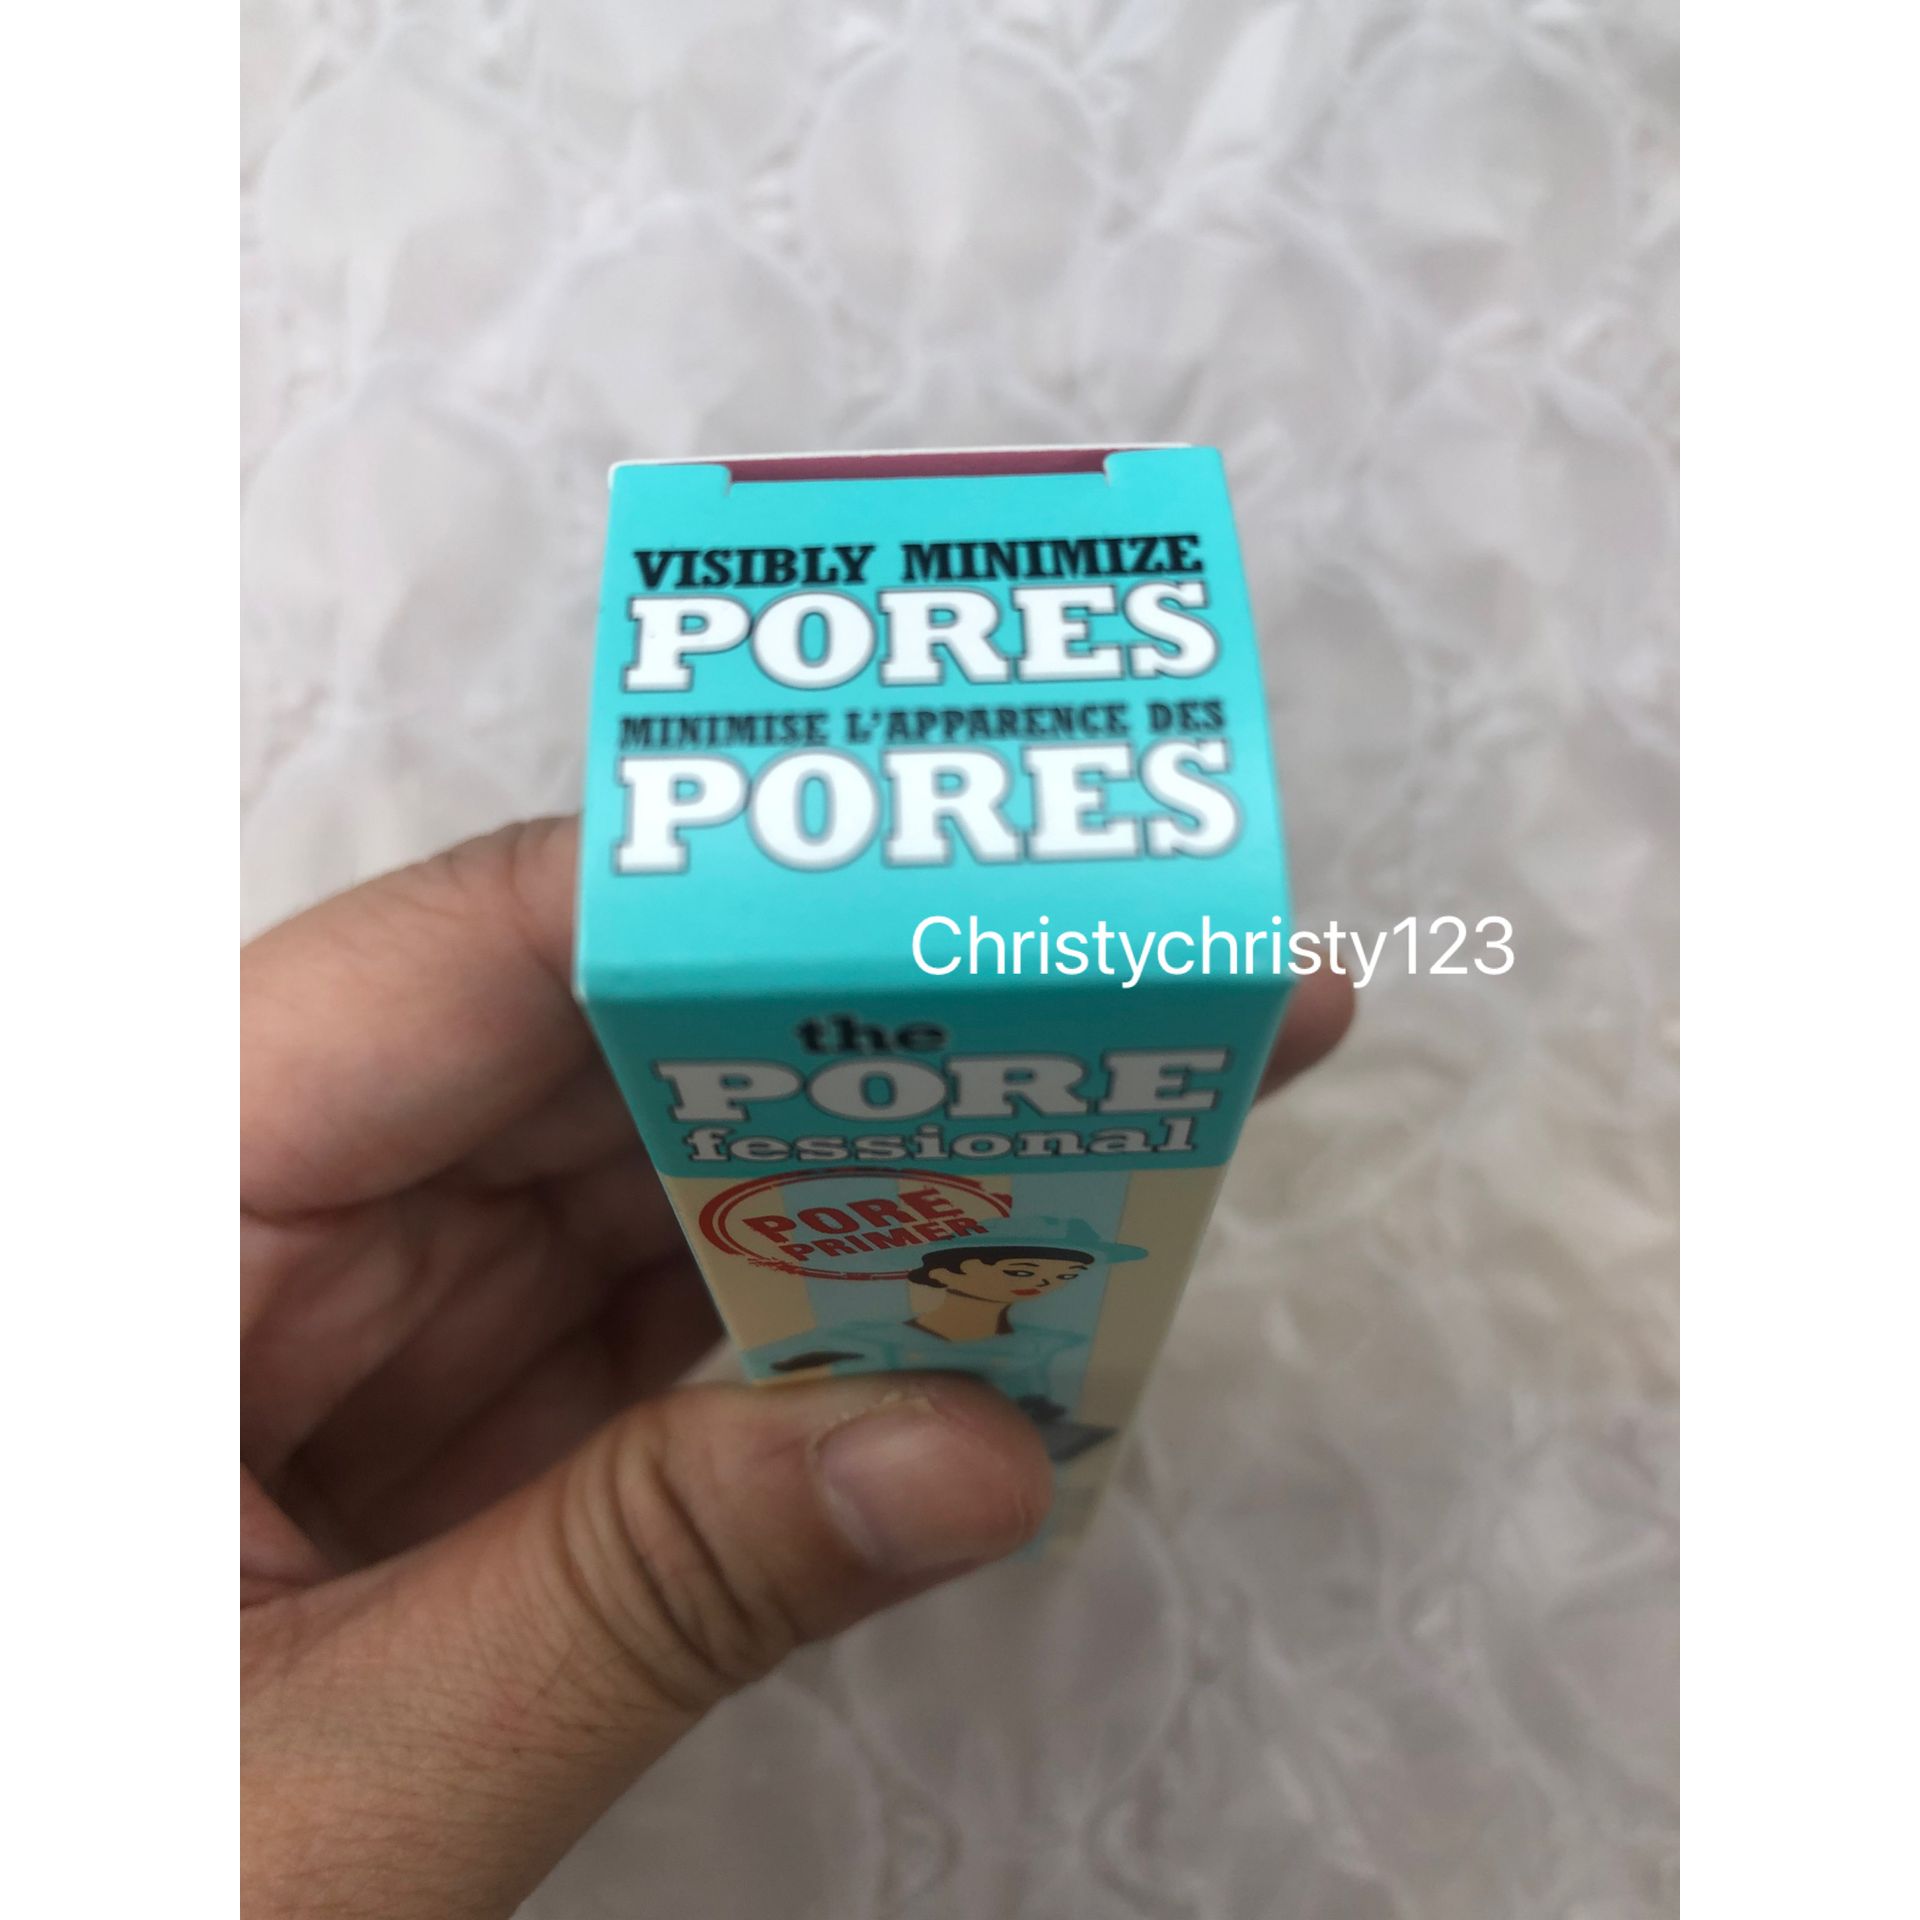 VISIBLY MINIMIZE
PORES
MINIMISE L'APPARENCE DES
PORES
Christychristy123
the
PORE
fessional
PORE
PRIMER